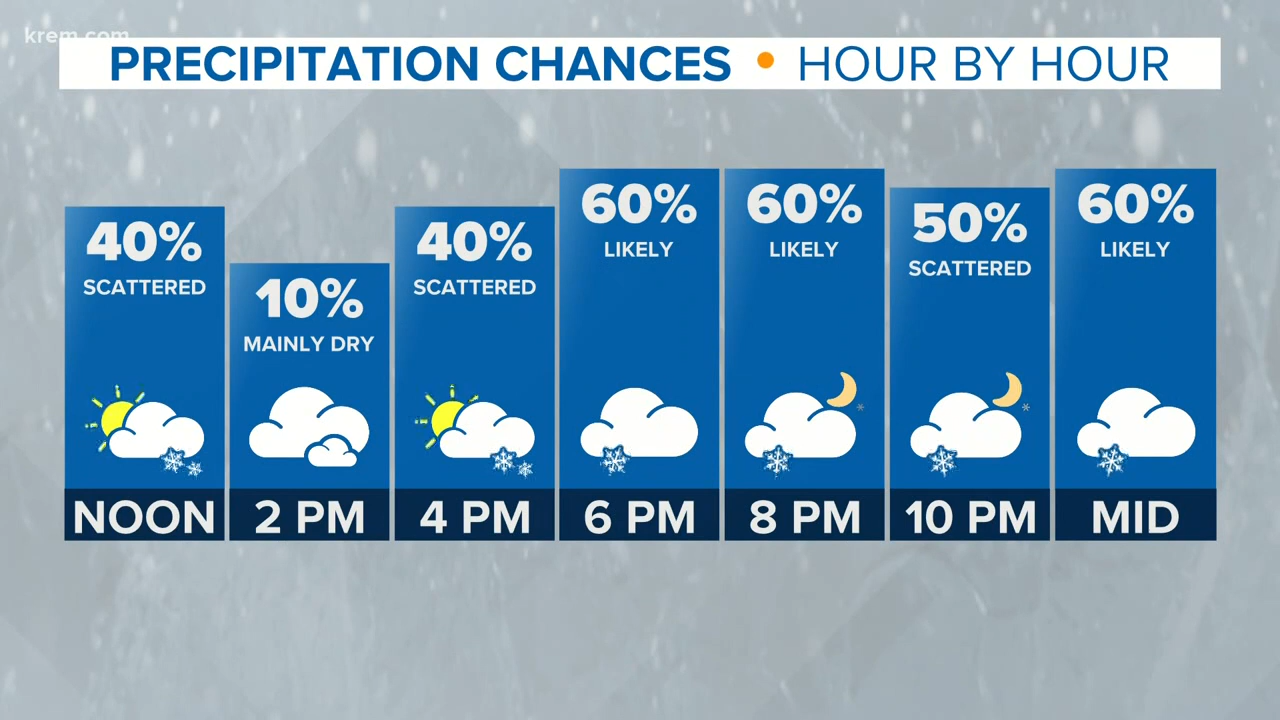 krem.com
PRECIPITATION CHANCES • HOUR BY HOUR
40%
SCATTERED
NOON
10%
MAINLY DRY
2 PM
40%
SCATTERED
4 PM
60%
LIKELY
6 PM
60%
LIKELY
8 PM
50%
SCATTERED
10 PM
60%
LIKELY
MID